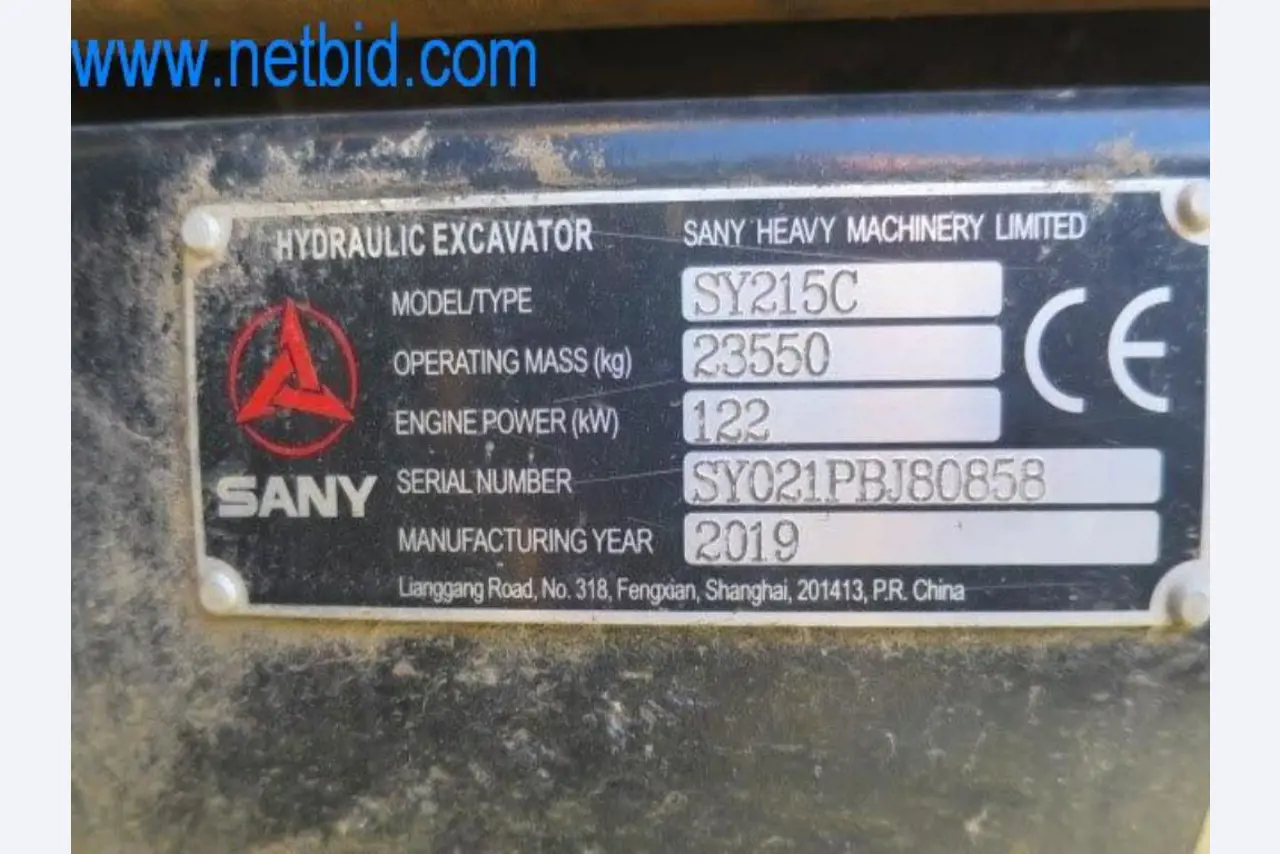 www.netbid.com
HYDRAULIC EXCAVATOR SANY HEAVY MACHINERY LIMITED
MODEL/TYPE SY215C
OPERATING MASS (kg) 23550
ENGINE POWER (kW) 122
SERIAL NUMBER SY021PBJ80858
MANUFACTURING YEAR 2019
Lianggang Road, No. 318, Fengxian, Shanghai, 201413, P.R. China
SANY
CE